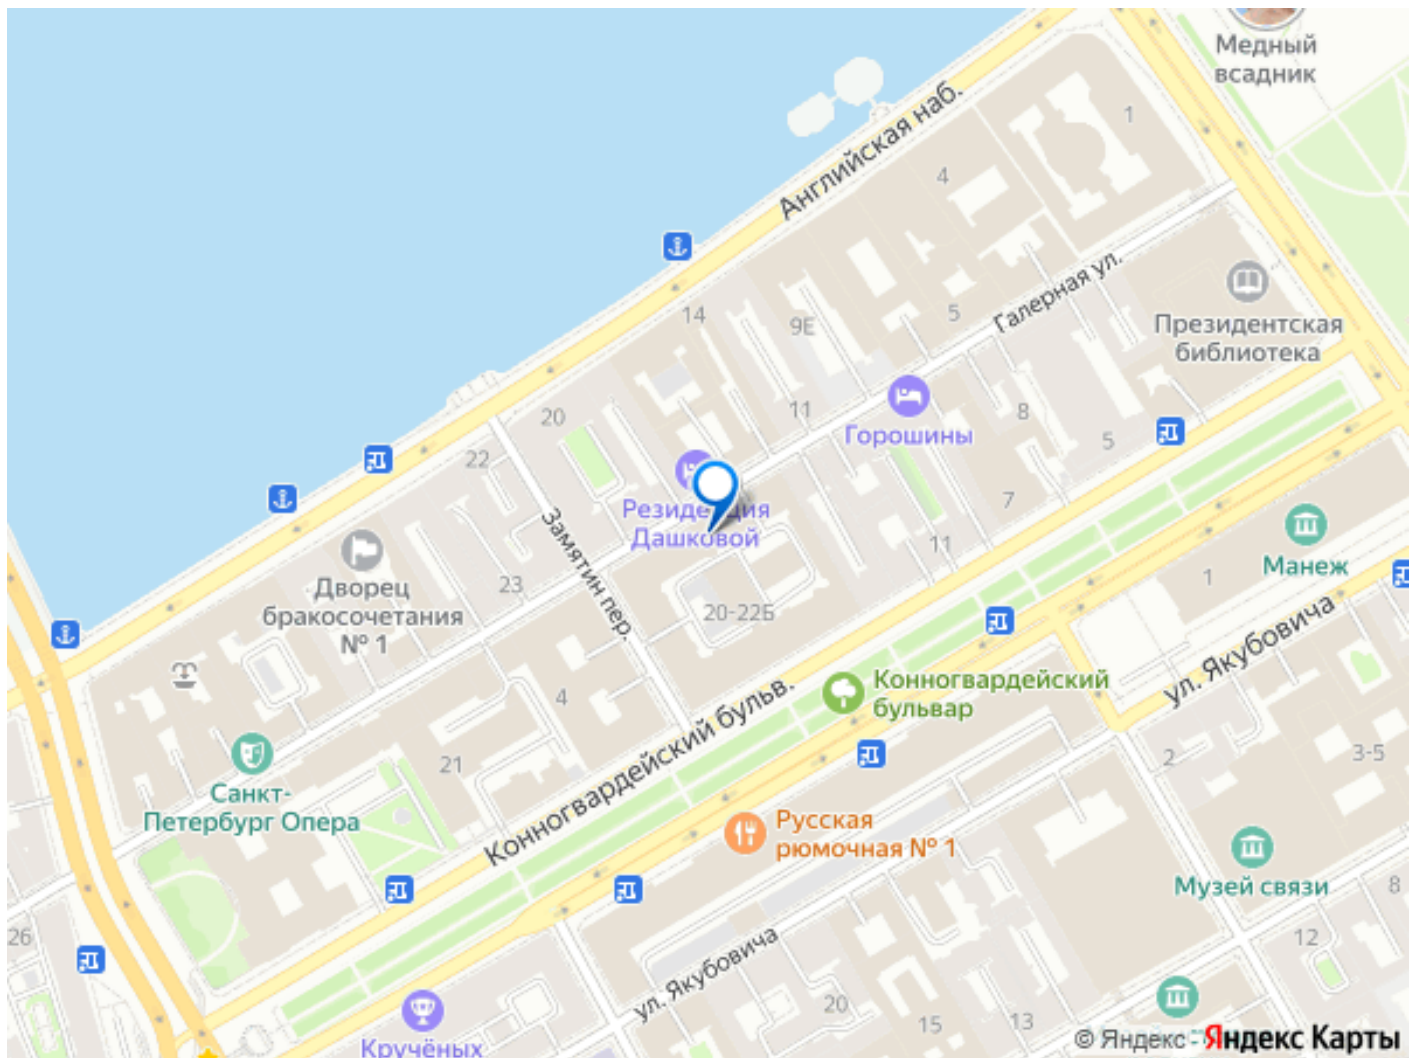 Медный
всадник
Английская наб.
1
4
Галерная ул.
5
Президентская
библиотека
14
9Е
11
8
Горошины
5
20
22
7
Резиденция
Дашковой
11
Замятин пер.
Манеж
1
Дворец
бракосочетания
№ 1
23
20-22Б
ул. Якубовича
Конногвардейский
бульвар
4
Конногвардейский бульв.
2
3-5
21
Санкт-
Петербург Опера
Русская
рюмочная № 1
Музей связи
8
26
12
ул. Якубовича
20
15
13
Кручёных
© Яндекс
Яндекс Карты